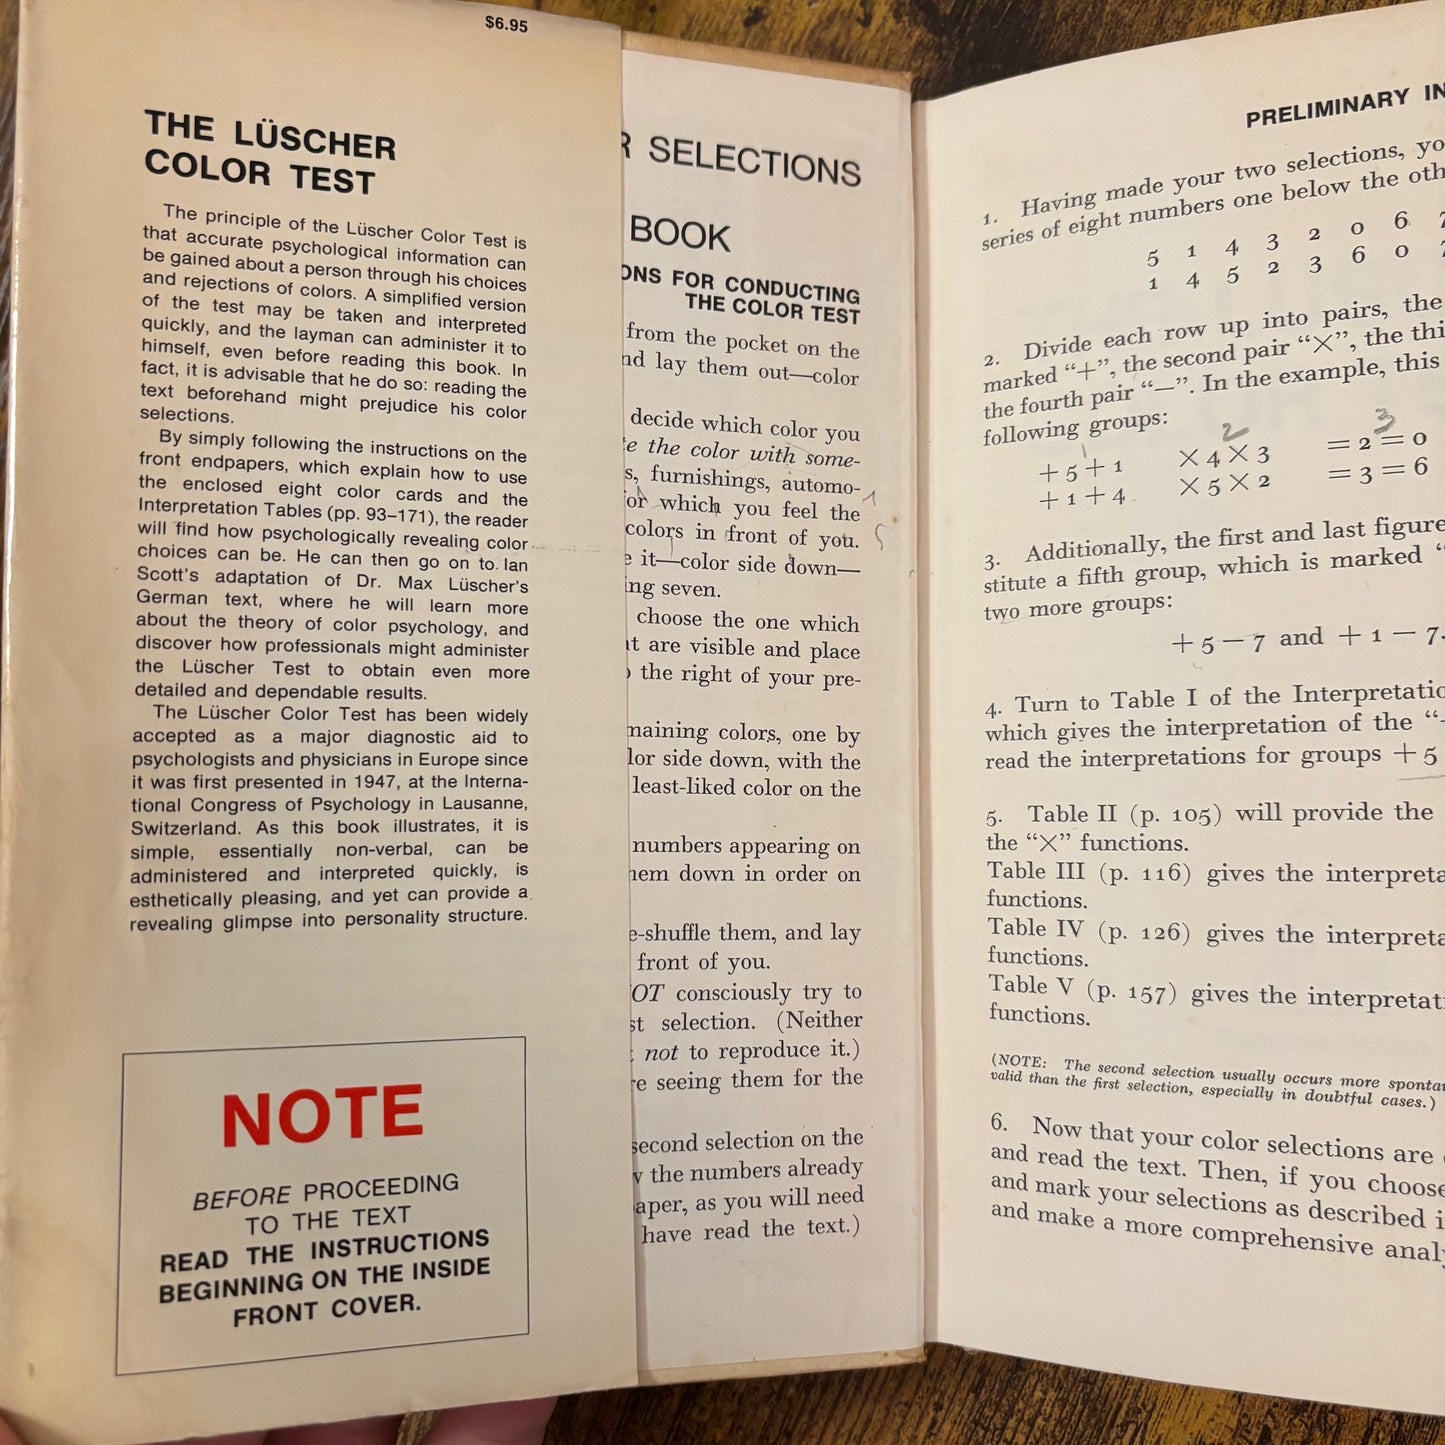 $6.95
THE LÜSCHER
COLOR TEST
The principle of the Lüscher Color Test is
that accurate psychological information can
be gained about a person through his choices
and rejections of colors. A simplified version
of the test may be taken and interpreted
quickly, and the layman can administer it to
himself, even before reading this book. In
fact, it is advisable that he do so: reading the
text beforehand might prejudice his color
selections.
By simply following the instructions on the
front endpapers, which explain how to use
the enclosed eight color cards and the
Interpretation Tables (pp. 93–171), the reader
will find how psychologically revealing color
choices can be. He can then go on to Ian
Scott's adaptation of Dr. Max Lüscher's
German text, where he will learn more
about the theory of color psychology, and
discover how professionals might administer
the Lüscher Test to obtain even more
detailed and dependable results.
The Lüscher Color Test has been widely
accepted as a major diagnostic aid to
psychologists and physicians in Europe since
it was first presented in 1947, at the Interna-
tional Congress of Psychology in Lausanne,
Switzerland. As this book illustrates, it is
simple, essentially non-verbal, can be
administered and interpreted quickly, is
esthetically pleasing, and yet can provide a
revealing glimpse into personality structure.
NOTE
BEFORE PROCEEDING
TO THE TEXT
READ THE INSTRUCTIONS
BEGINNING ON THE INSIDE
FRONT COVER.
R SELECTIONS
BOOK
ONS FOR CONDUCTING
THE COLOR TEST
from the pocket on the
nd lay them out—color
decide which color you
te the color with some-
s, furnishings, automo-
or which you feel the
colors in front of you.
e it—color side down—
ing seven.
choose the one which
at are visible and place
the right of your pre-
maining colors, one by
lor side down, with the
least-liked color on the
numbers appearing on
hem down in order on
e-shuffle them, and lay
front of you.
OT consciously try to
st selection. (Neither
not to reproduce it.)
re seeing them for the
second selection on the
w the numbers already
aper, as you will need
have read the text.)
PRELIMINARY IN
1. Having made your two selections, yo
series of eight numbers one below the oth
5 1 4 3 2 0 6 7
1 4 5 2 3 6 0 7
2. Divide each row up into pairs, the
marked “+”, the second pair “×”, the thi
the fourth pair “−”. In the example, this
following groups:
1 2 3
+ 5 + 1 × 4 × 3 = 2 = 0
+ 1 + 4 × 5 × 2 = 3 = 6
3. Additionally, the first and last figure
stitute a fifth group, which is marked “
two more groups:
+ 5 − 7 and + 1 − 7.
4. Turn to Table I of the Interpretatio
which gives the interpretation of the “
read the interpretations for groups + 5
5. Table II (p. 105) will provide the
the “×” functions.
Table III (p. 116) gives the interpreta
functions.
Table IV (p. 126) gives the interpreta
functions.
Table V (p. 157) gives the interpretati
functions.
(NOTE: The second selection usually occurs more sponta
valid than the first selection, especially in doubtful cases.)
6. Now that your color selections are
and read the text. Then, if you choose
and mark your selections as described i
and make a more comprehensive analy